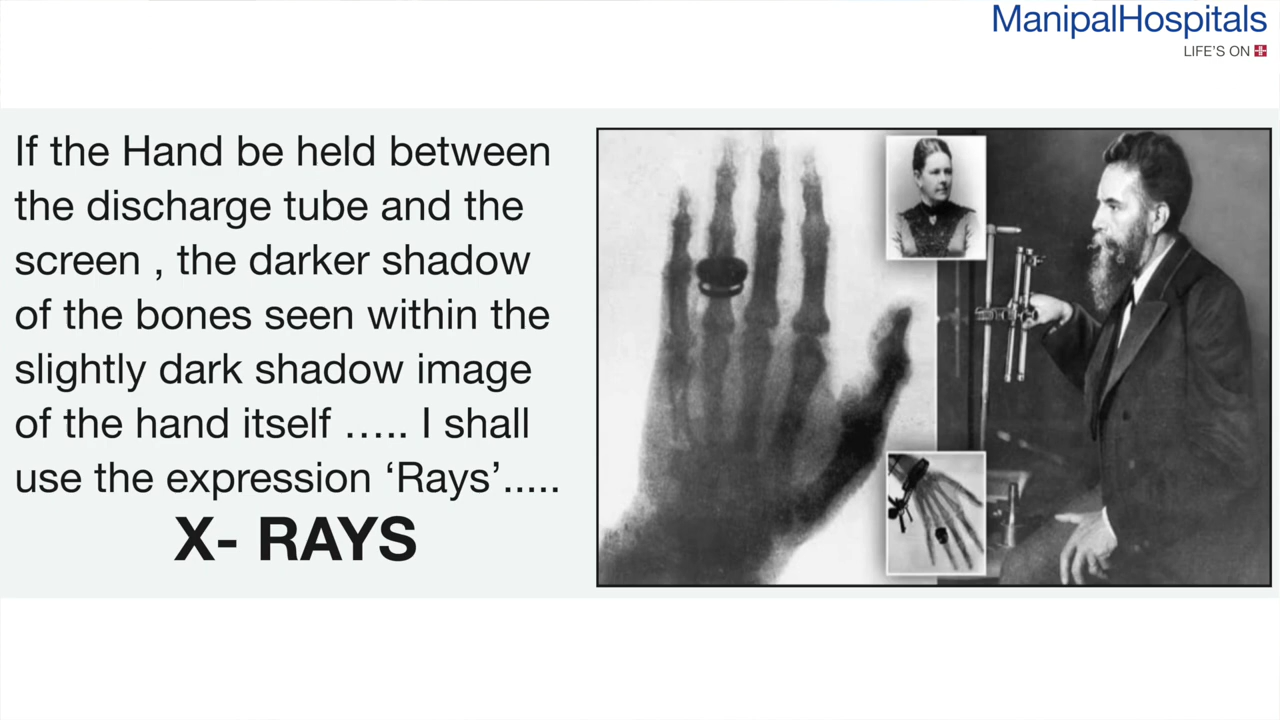 ManipalHospitals
LIFE'S ON
If the Hand be held between
the discharge tube and the
screen , the darker shadow
of the bones seen within the
slightly dark shadow image
of the hand itself ..... I shall
use the expression ‘Rays’.....
X- RAYS